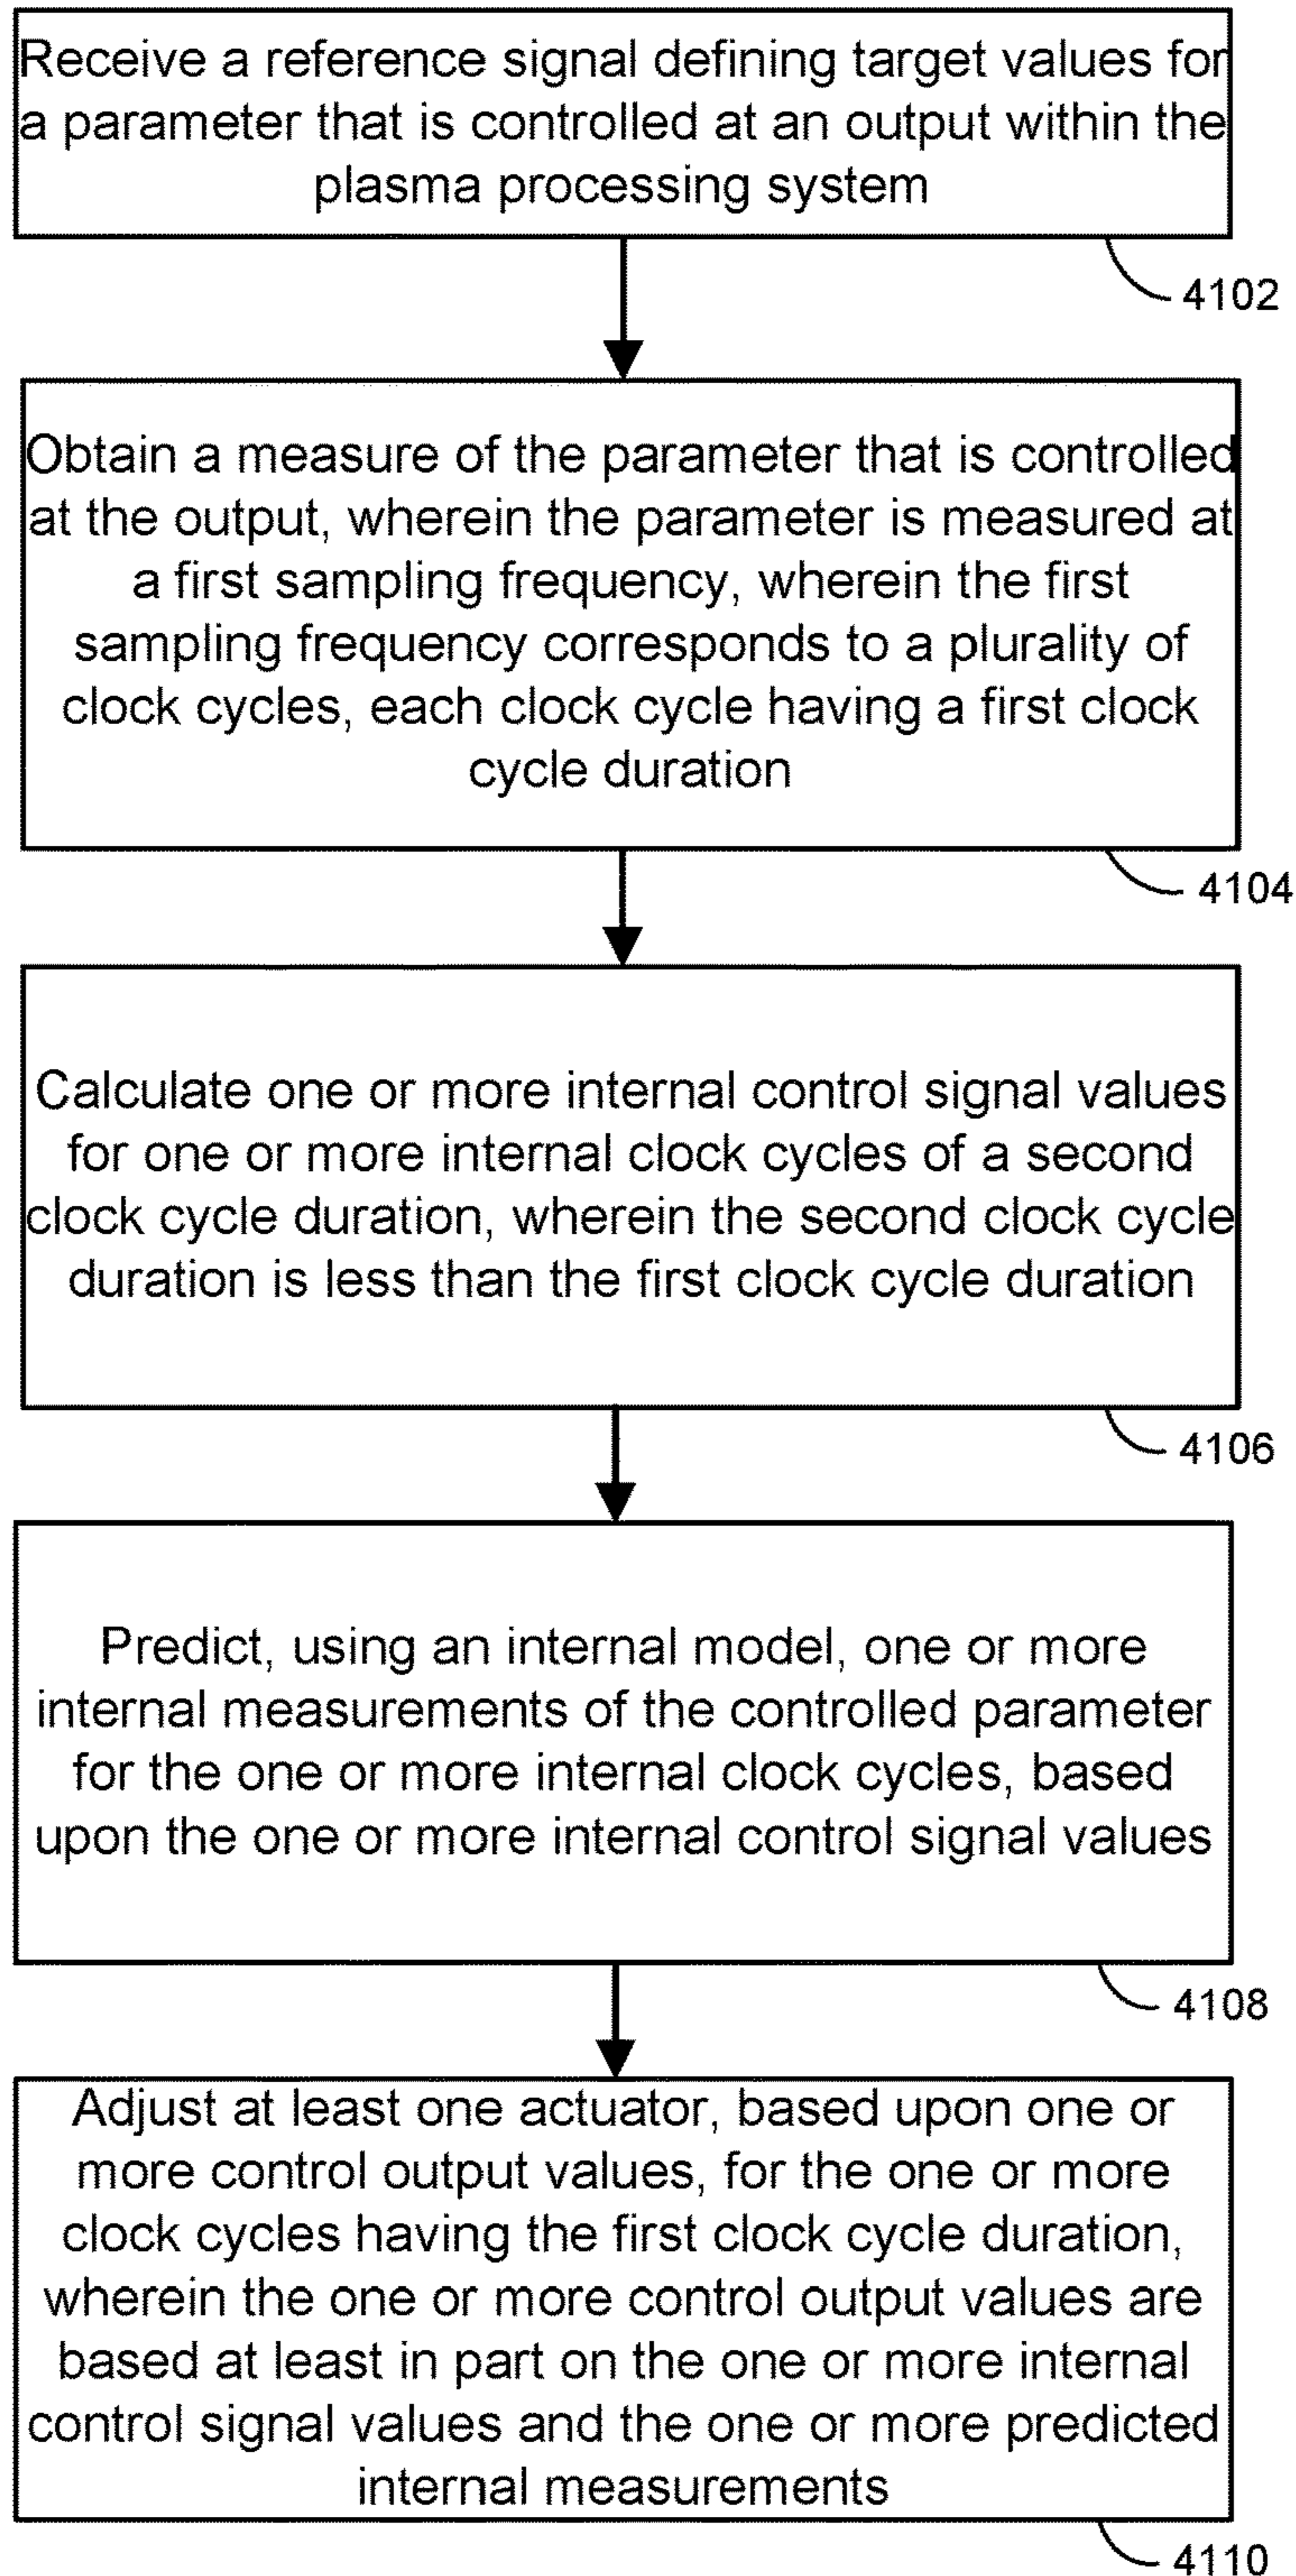 Receive a reference signal defining target values for
a parameter that is controlled at an output within the
plasma processing system
4102
Obtain a measure of the parameter that is controlled
at the output, wherein the parameter is measured at
a first sampling frequency, wherein the first
sampling frequency corresponds to a plurality of
clock cycles, each clock cycle having a first clock
cycle duration
4104
Calculate one or more internal control signal values
for one or more internal clock cycles of a second
clock cycle duration, wherein the second clock cycle
duration is less than the first clock cycle duration
4106
Predict, using an internal model, one or more
internal measurements of the controlled parameter
for the one or more internal clock cycles, based
upon the one or more internal control signal values
4108
Adjust at least one actuator, based upon one or
more control output values, for the one or more
clock cycles having the first clock cycle duration,
wherein the one or more control output values are
based at least in part on the one or more internal
control signal values and the one or more predicted
internal measurements
4110